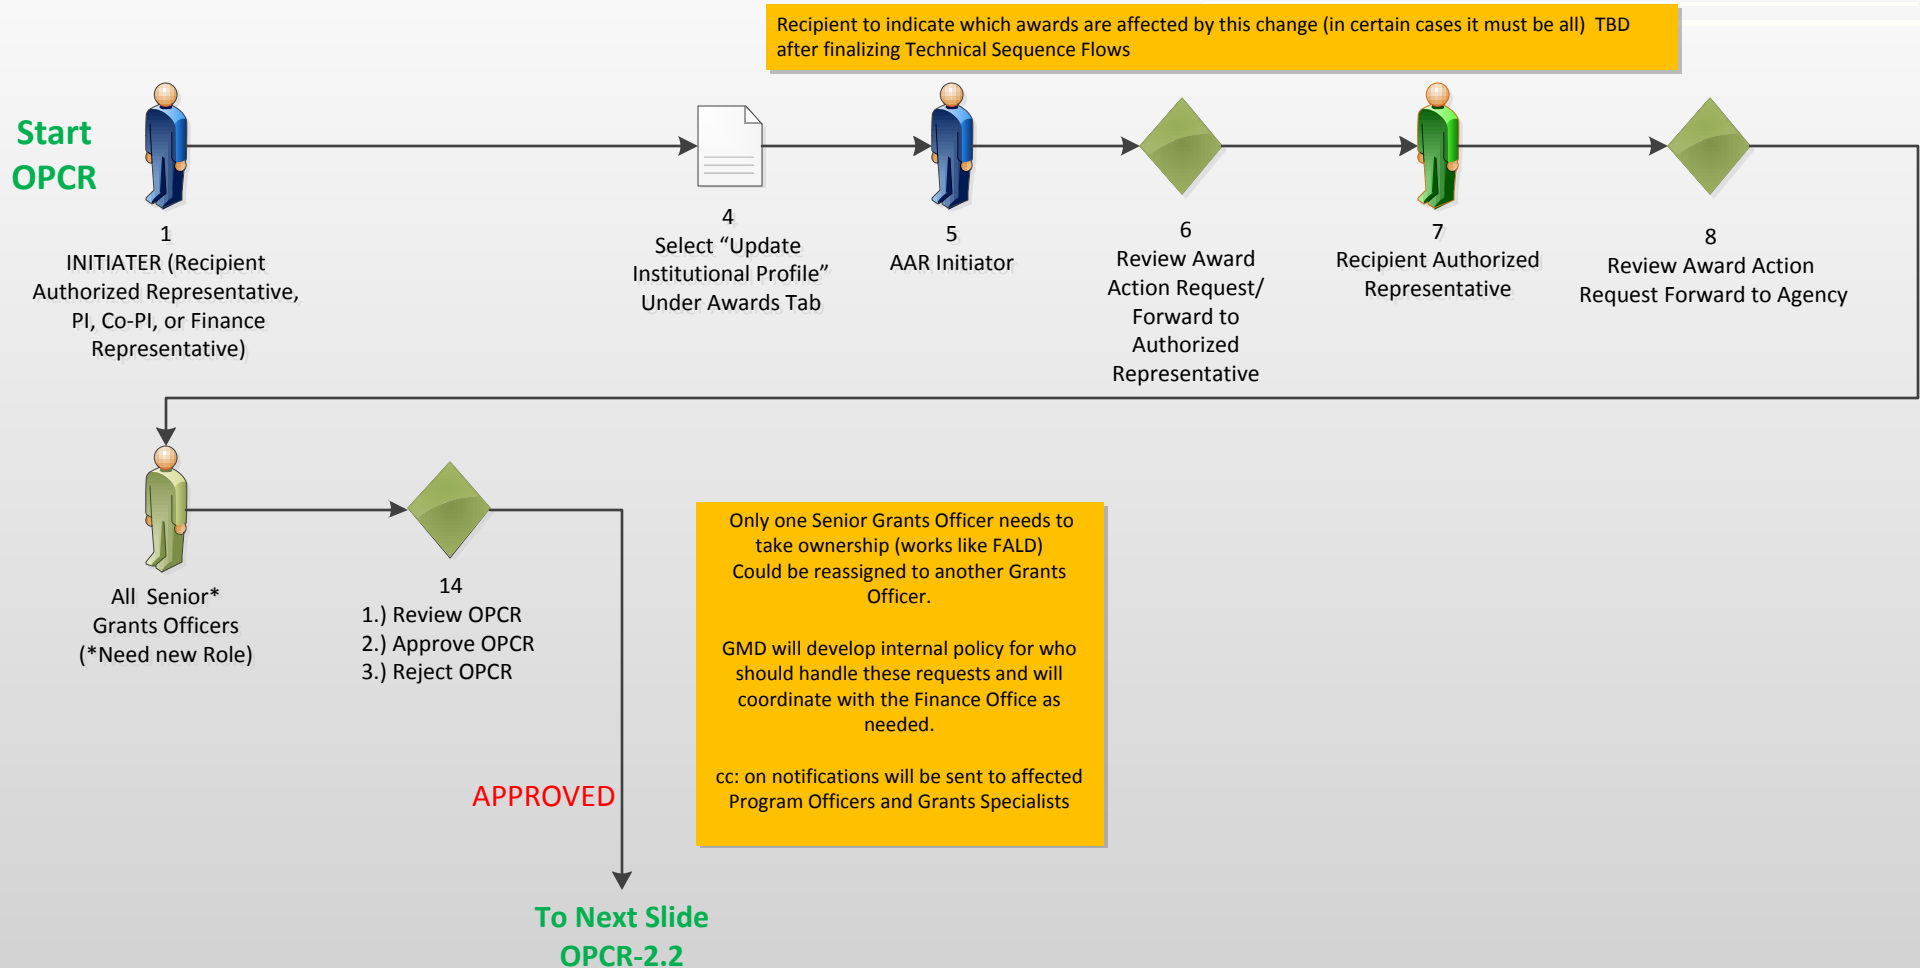 Recipient to indicate which awards are affected by this change (in certain cases it must be all)  TBD
after finalizing Technical Sequence Flows
Start
OPCR
1
INITIATER (Recipient
Authorized Representative,
PI, Co-PI, or Finance
Representative)
4
Select “Update
Institutional Profile”
Under Awards Tab
5
AAR Initiator
6
Review Award
Action Request/
Forward to
Authorized
Representative
7
Recipient Authorized
Representative
8
Review Award Action
Request Forward to Agency
All  Senior*
Grants Officers
(*Need new Role)
14
1.) Review OPCR
2.) Approve OPCR
3.) Reject OPCR
Only one Senior Grants Officer needs to
take ownership (works like FALD)
Could be reassigned to another Grants
Officer.
GMD will develop internal policy for who
should handle these requests and will
coordinate with the Finance Office as
needed.
cc: on notifications will be sent to affected
Program Officers and Grants Specialists
APPROVED
To Next Slide
OPCR-2.2